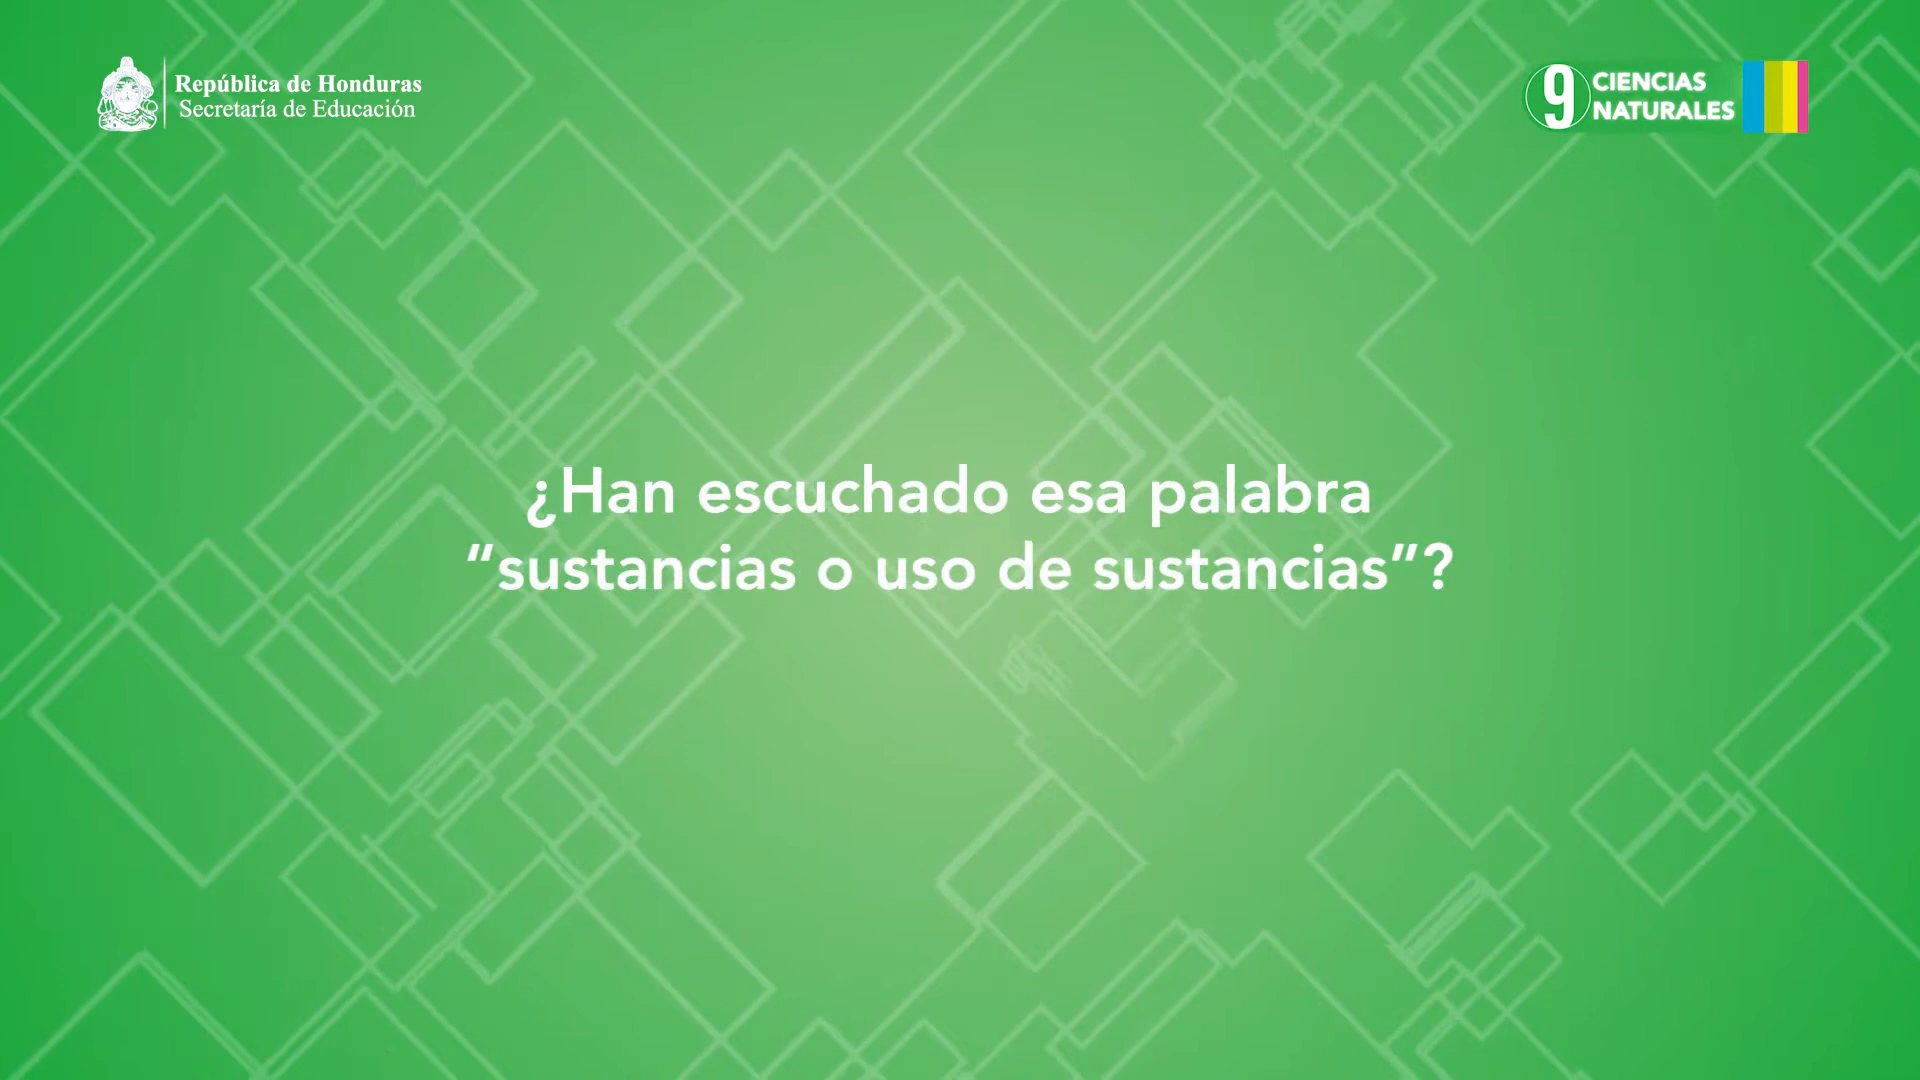 República de Honduras
Secretaría de Educación
9 CIENCIAS
NATURALES
¿Han escuchado esa palabra
“sustancias o uso de sustancias”?